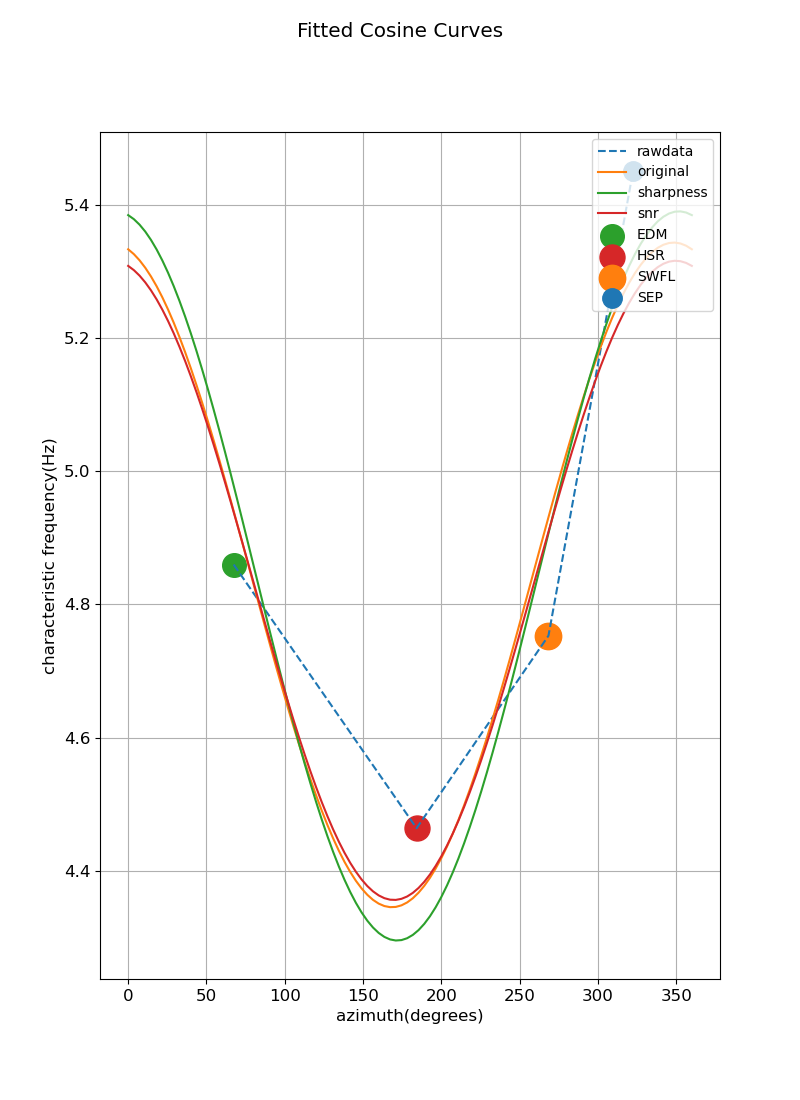 Fitted Cosine Curves
rawdata
original
sharpness
snr
EDM
HSR
SWFL
SEP
characteristic frequency(Hz)
5.4
5.2
5.0
4.8
4.6
4.4
0 50 100 150 200 250 300 350
azimuth(degrees)